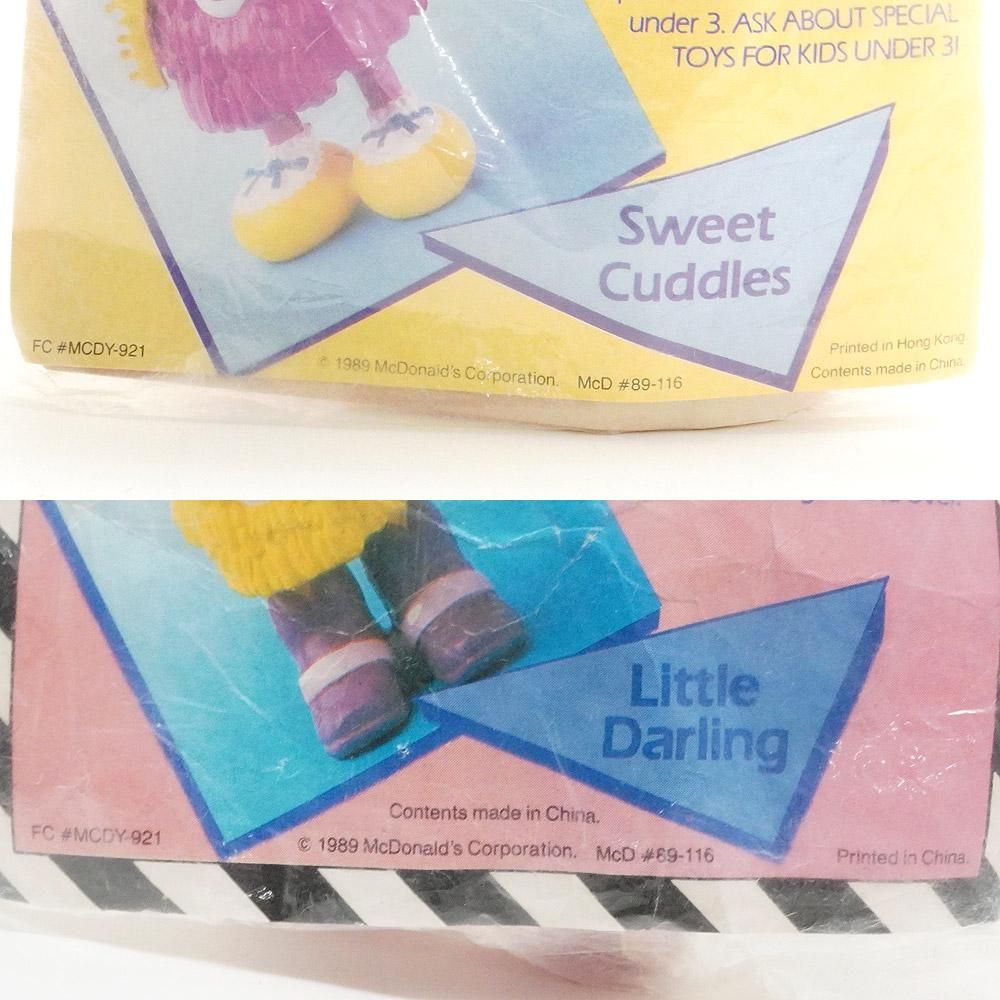 under 3. ASK ABOUT SPECIAL
TOYS FOR KIDS UNDER 3!
Sweet
Cuddles
FC #MCDY-921
© 1989 McDonald's Corporation. McD #89-116
Printed in Hong Kong.
Contents made in China.
Little
Darling
Contents made in China.
FC #MCDY-921
© 1989 McDonald's Corporation. McD #89-116
Printed in China.